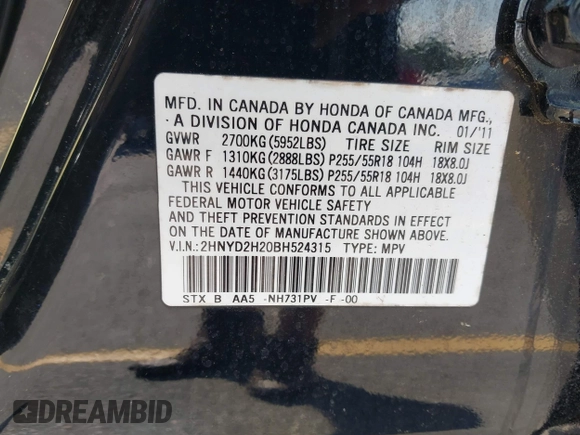 MFD. IN CANADA BY HONDA OF CANADA MFG.,
A DIVISION OF HONDA CANADA INC. 01/'11
GVWR 2700KG(5952LBS) TIRE SIZE RIM SIZE
GAWR F 1310KG(2888LBS) P255/55R18 104H 18X8.0J
GAWR R 1440KG(3175LBS) P255/55R18 104H 18X8.0J
THIS VEHICLE CONFORMS TO ALL APPLICABLE
FEDERAL MOTOR VEHICLE SAFETY
AND THEFT PREVENTION STANDARDS IN EFFECT
ON THE DATE OF MANUFACTURE SHOWN ABOVE.
V.I.N.: 2HNYD2H20BH524315 TYPE: MPV
STX B AA5 -NH731PV -F -00
DREAMBID